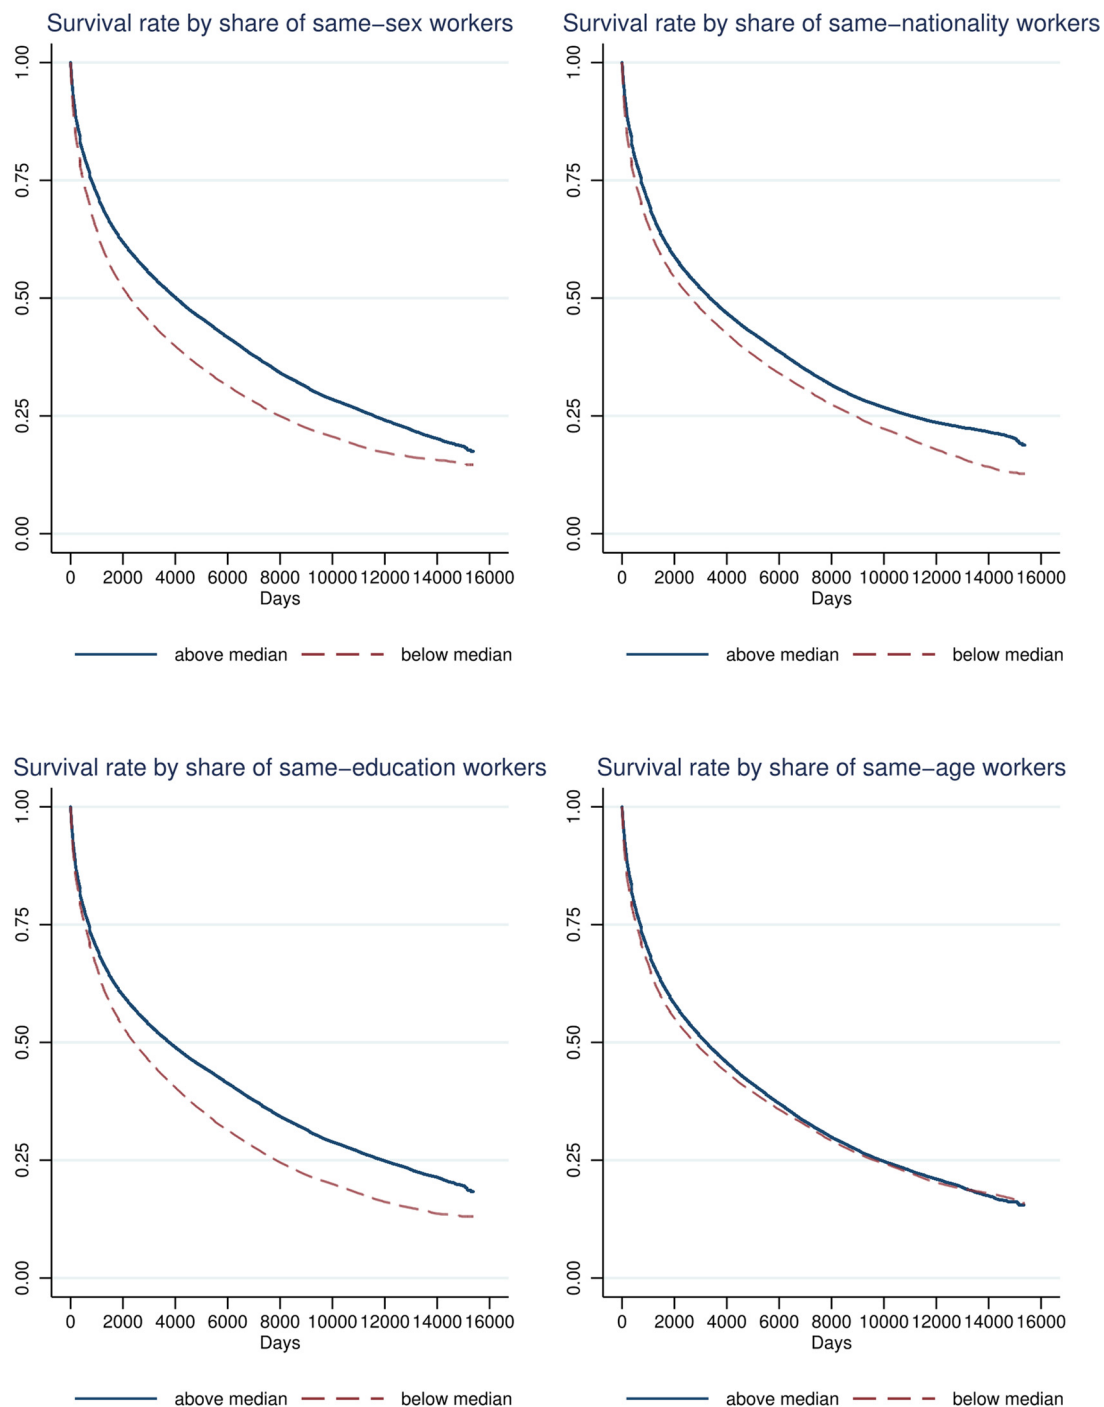 Survival rate by share of same−sex workers
1.00
0.75
0.50
0.25
0.00
0 2000 4000 6000 8000 10000 12000 14000 16000
Days
above median below median
Survival rate by share of same−nationality workers
1.00
0.75
0.50
0.25
0.00
0 2000 4000 6000 8000 10000 12000 14000 16000
Days
above median below median
Survival rate by share of same−education workers
1.00
0.75
0.50
0.25
0.00
0 2000 4000 6000 8000 10000 12000 14000 16000
Days
above median below median
Survival rate by share of same−age workers
1.00
0.75
0.50
0.25
0.00
0 2000 4000 6000 8000 10000 12000 14000 16000
Days
above median below median